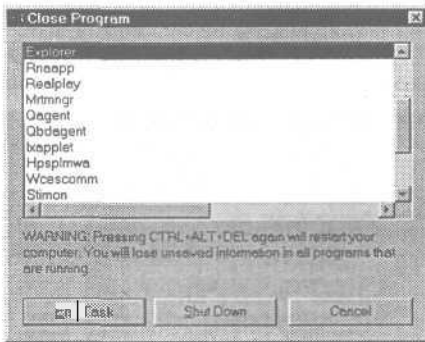 Close Program
Explorer
Rnaapp
Realplay
Mrtmngr
Qagent
Qbdagent
Ixapplet
Hpsplmwa
Wcescomm
Stimon
WARNING: Pressing CTRL+ALT+DEL again will restart your
computer. You will lose unsaved information in all programs that
are running.
Task
Shut Down
Cancel